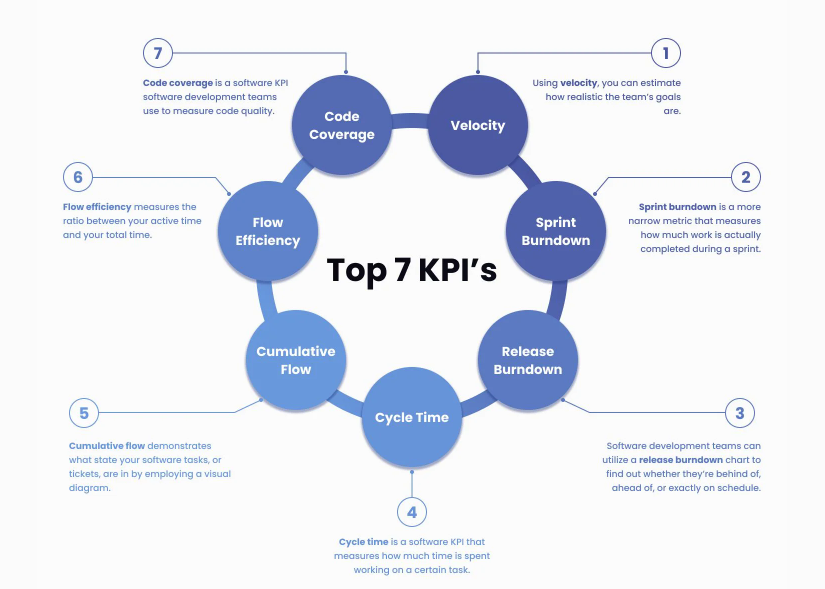 Top 7 KPI’s
1
Velocity
Using velocity, you can estimate
how realistic the team’s goals
are.
2
Sprint
Burndown
Sprint burndown is a more
narrow metric that measures
how much work is actually
completed during a sprint.
3
Release
Burndown
Software development teams can
utilize a release burndown chart to
find out whether they’re behind of,
ahead of, or exactly on schedule.
4
Cycle Time
Cycle time is a software KPI that
measures how much time is spent
working on a certain task.
5
Cumulative
Flow
Cumulative flow demonstrates
what state your software tasks, or
tickets, are in by employing a visual
diagram.
6
Flow
Efficiency
Flow efficiency measures the
ratio between your active time
and your total time.
7
Code
Coverage
Code coverage is a software KPI
software development teams
use to measure code quality.